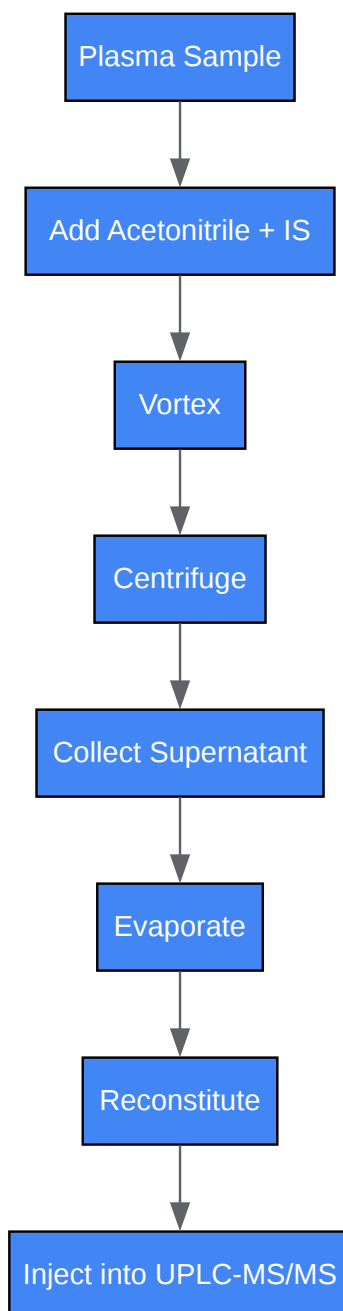 Plasma Sample
Add Acetonitrile + IS
Vortex
Centrifuge
Collect Supernatant
Evaporate
Reconstitute
Inject into UPLC-MS/MS